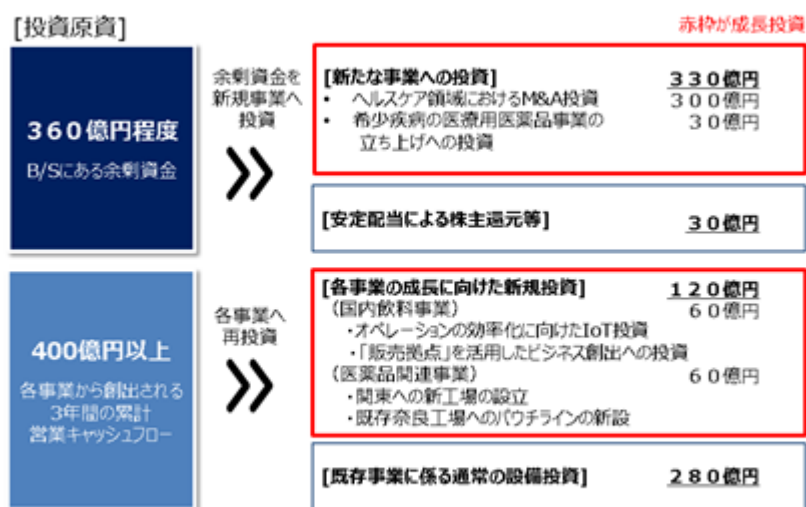 [投資原資]
赤枠が成長投資
360億円程度
B/Sにある余剰資金
余剰資金を
新規事業へ
投資
[新たな事業への投資] 330億円
• ヘルスケア領域におけるM&A投資 300億円
• 希少疾病の医療用医薬品事業の 30億円
立ち上げへの投資
[安定配当による株主還元等] 30億円
400億円以上
各事業から創出される
3年間の累計
営業キャッシュフロー
各事業へ
再投資
[各事業の成長に向けた新規投資] 120億円
(国内飲料事業) 60億円
・オペレーションの効率化に向けたIoT投資
・「販売拠点」を活用したビジネス創出への投資
(医薬品関連事業) 60億円
・関東への新工場の設立
・既存奈良工場へのパウチラインの新設
[既存事業に係る通常の設備投資] 280億円